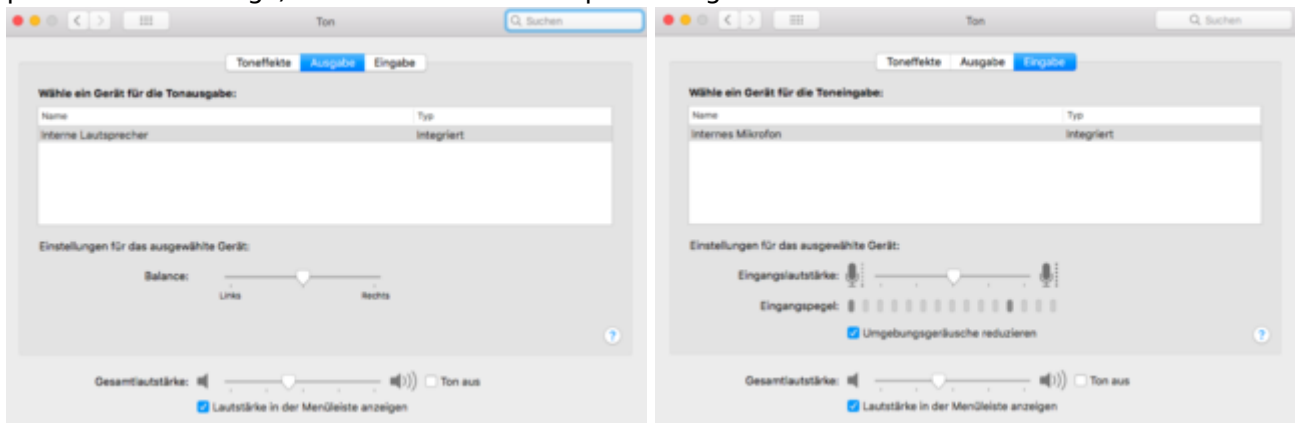 Ton
Suchen
Toneffekte Ausgabe Eingabe
Wähle ein Gerät für die Tonausgabe:
Name Typ
Interne Lautsprecher Integriert
Einstellungen für das ausgewählte Gerät:
Balance:
Links Rechts
?
Gesamtlautstärke: Ton aus
Lautstärke in der Menüleiste anzeigen
Ton
Suchen
Toneffekte Ausgabe Eingabe
Wähle ein Gerät für die Toneingabe:
Name Typ
Internes Mikrofon Integriert
Einstellungen für das ausgewählte Gerät:
Eingangslautstärke:
Eingangspegel:
Umgebungsgeräusche reduzieren
?
Gesamtlautstärke: Ton aus
Lautstärke in der Menüleiste anzeigen